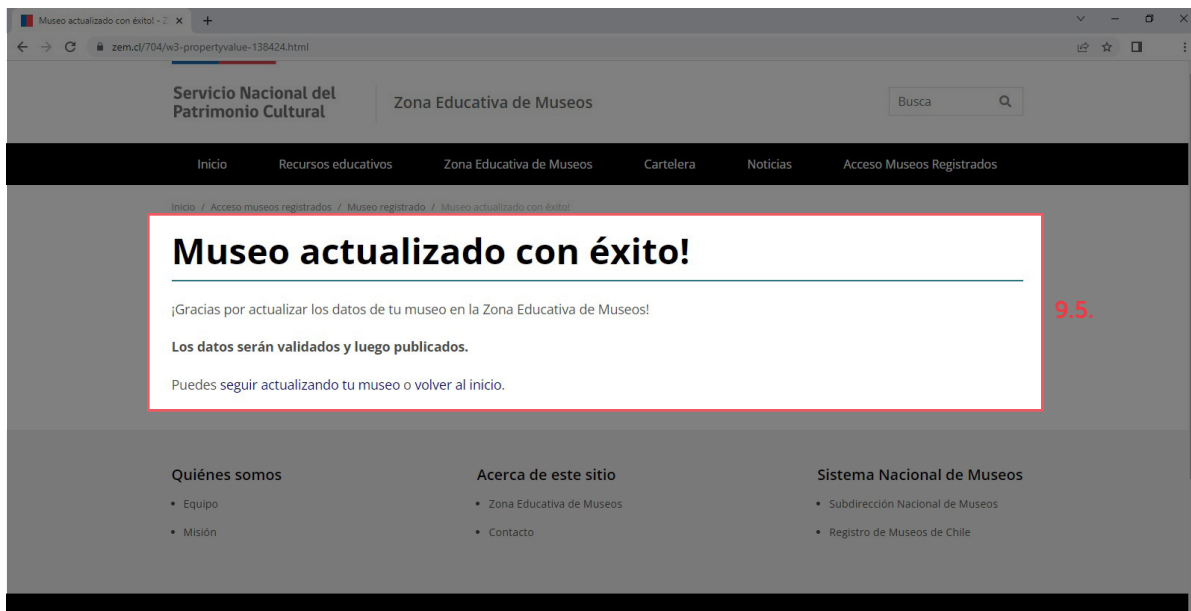 Museo actualizado con éxito! - Z
zem.cl/704/w3-propertyvalue-138424.html
Servicio Nacional del
Patrimonio Cultural
Zona Educativa de Museos
Busca
Inicio Recursos educativos Zona Educativa de Museos Cartelera Noticias Acceso Museos Registrados
Inicio / Acceso museos registrados / Museo registrado / Museo actualizado con éxito!
Museo actualizado con éxito!
¡Gracias por actualizar los datos de tu museo en la Zona Educativa de Museos!
9.5.
Los datos serán validados y luego publicados.
Puedes seguir actualizando tu museo o volver al inicio.
Quiénes somos
• Equipo
• Misión
Acerca de este sitio
• Zona Educativa de Museos
• Contacto
Sistema Nacional de Museos
• Subdirección Nacional de Museos
• Registro de Museos de Chile